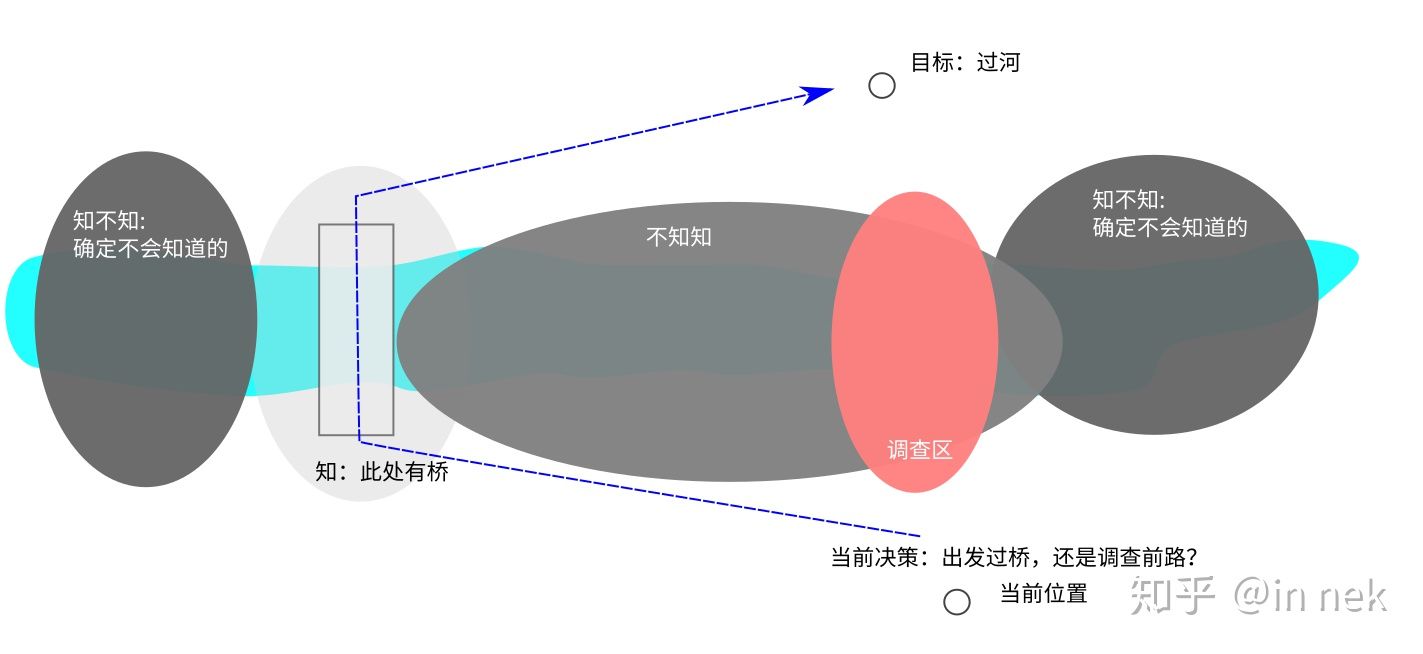 目标：过河
知不知:
确定不会知道的
知不知:
确定不会知道的
不知知
调查区
知：此处有桥
当前决策：出发过桥，还是调查前路？
当前位置
知乎 @in nek